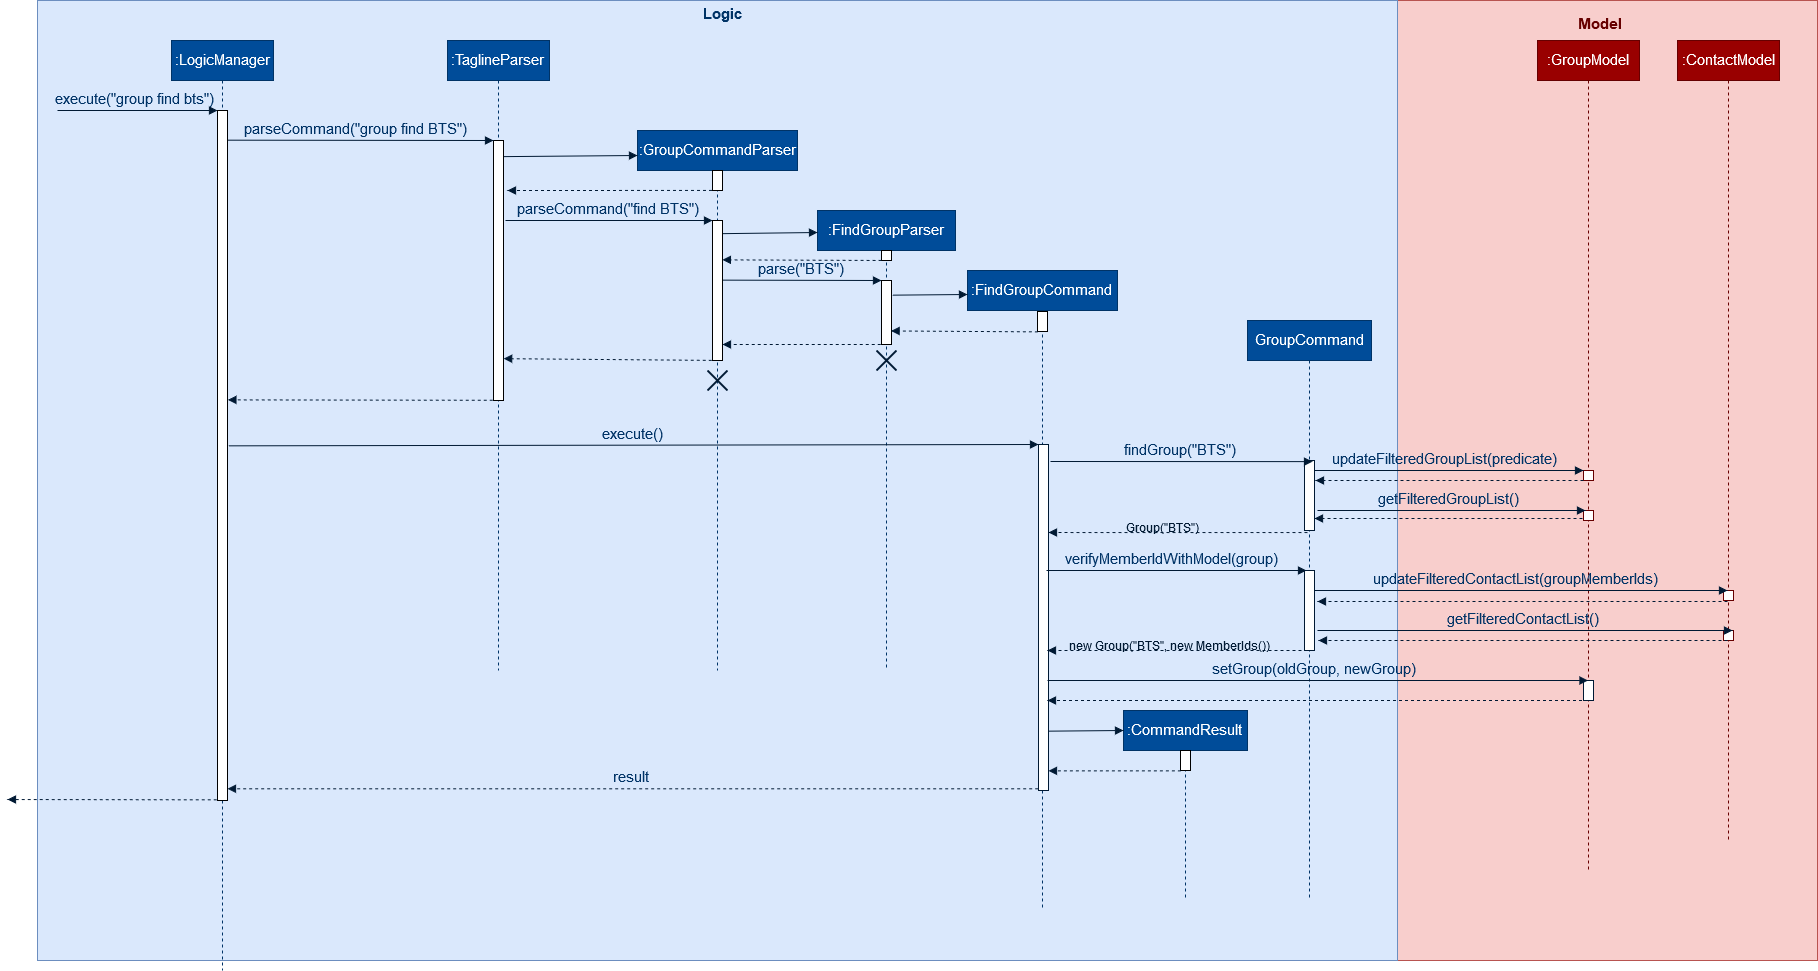 Logic
Model
:LogicManager
:TaglineParser
:GroupModel
:ContactModel
execute("group find bts")
parseCommand("group find BTS")
:GroupCommandParser
parseCommand("find BTS")
:FindGroupParser
parse("BTS")
:FindGroupCommand
GroupCommand
execute()
findGroup("BTS")
updateFilteredGroupList(predicate)
getFilteredGroupList()
Group("BTS")
verifyMemberIdWithModel(group)
updateFilteredContactList(groupMemberIds)
getFilteredContactList()
new Group("BTS", new MemberIds())
setGroup(oldGroup, newGroup)
:CommandResult
result